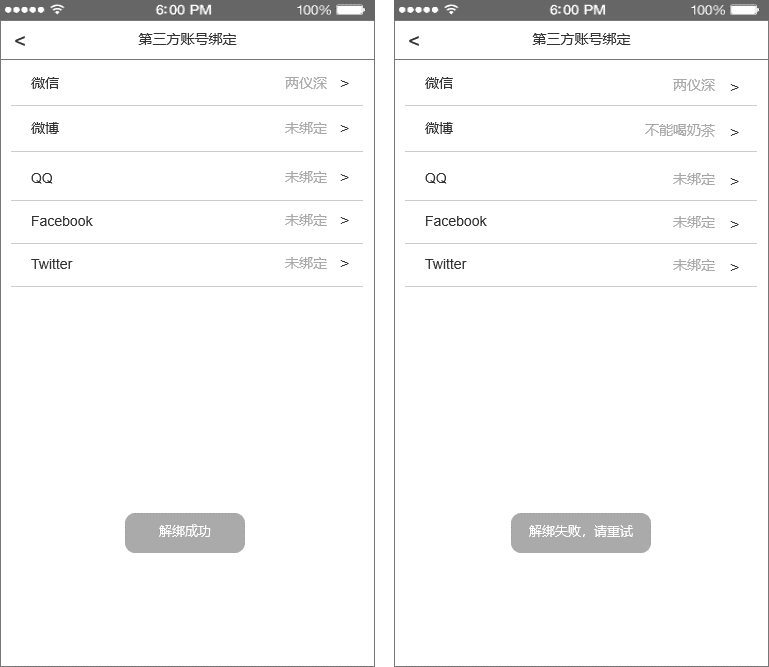 6:00 PM 100%
< 第三方账号绑定
微信 两仪深 >
微博 未绑定 >
QQ 未绑定 >
Facebook 未绑定 >
Twitter 未绑定 >
解绑成功
6:00 PM 100%
< 第三方账号绑定
微信 两仪深 >
微博 不能喝奶茶 >
QQ 未绑定 >
Facebook 未绑定 >
Twitter 未绑定 >
解绑失败，请重试